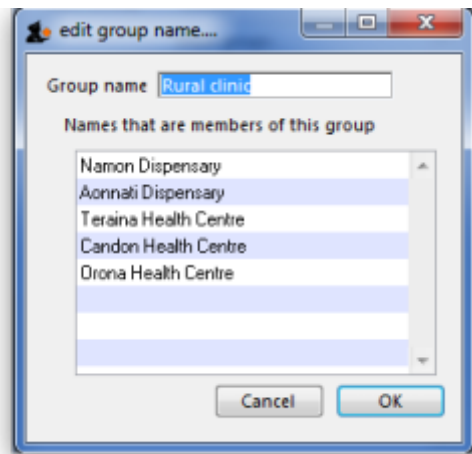 edit group name....
Group name Rural clinic
Names that are members of this group
Namon Dispensary
Aonnati Dispensary
Teraina Health Centre
Candon Health Centre
Orona Health Centre
Cancel OK